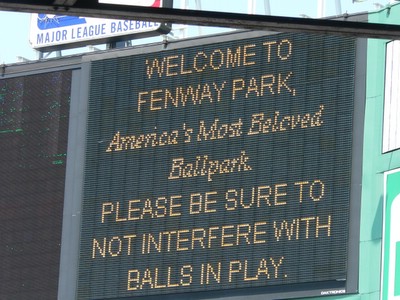 MAJOR LEAGUE BASEBALL
WELCOME TO
FENWAY PARK,
America's Most Beloved
Ballpark.
PLEASE BE SURE TO
NOT INTERFERE WITH
BALLS IN PLAY.
DAKTRONICS